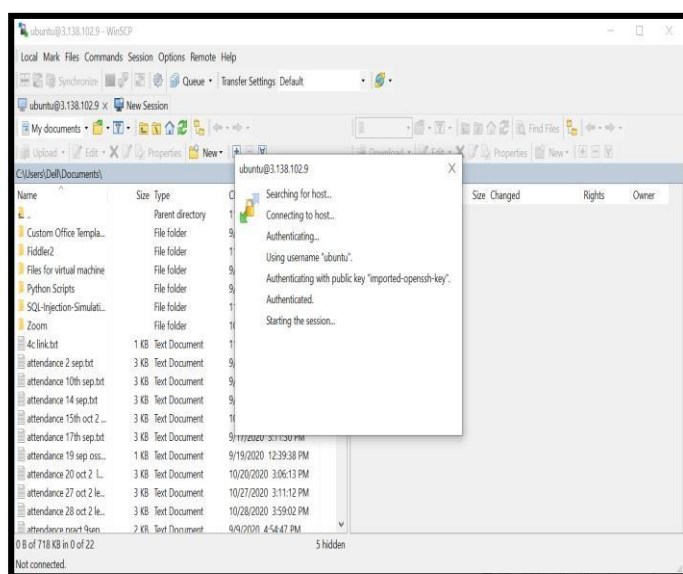 ubuntu@3.138.102.9 - WinSCP
Local Mark Files Commands Session Options Remote Help
Synchronize Queue Transfer Settings Default
ubuntu@3.138.102.9 × New Session
My documents Find Files
Upload Edit Properties New Download Edit Properties New
C:\Users\Dell\Documents\
Name Size Type Size Changed Rights Owner
.. Parent directory
Custom Office Templa... File folder
Fiddler2 File folder
Files for virtual machine File folder
Python Scripts File folder
SQL-Injection-Simulati... File folder
Zoom File folder
4c link.txt 1 KB Text Document
attendance 2 sep.txt 3 KB Text Document
attendance 10th sep.txt 3 KB Text Document
attendance 14 sep.txt 3 KB Text Document
attendance 15th oct 2 ... 3 KB Text Document
attendance 17th sep.txt 3 KB Text Document 9/17/2020 3:11:50 PM
attendance 19 sep oss... 1 KB Text Document 9/19/2020 12:39:38 PM
attendance 20 oct 2 l... 3 KB Text Document 10/20/2020 3:06:13 PM
attendance 27 oct 2 le... 3 KB Text Document 10/27/2020 3:11:12 PM
attendance 28 oct 2 le... 3 KB Text Document 10/28/2020 3:59:02 PM
attendance pract 9sep 2 KB Text Document 9/9/2020 4:54:47 PM
0 B of 718 KB in 0 of 22 5 hidden
Not connected.
ubuntu@3.138.102.9 X
Searching for host...
Connecting to host...
Authenticating...
Using username "ubuntu".
Authenticating with public key "imported-openssh-key".
Authenticated.
Starting the session...